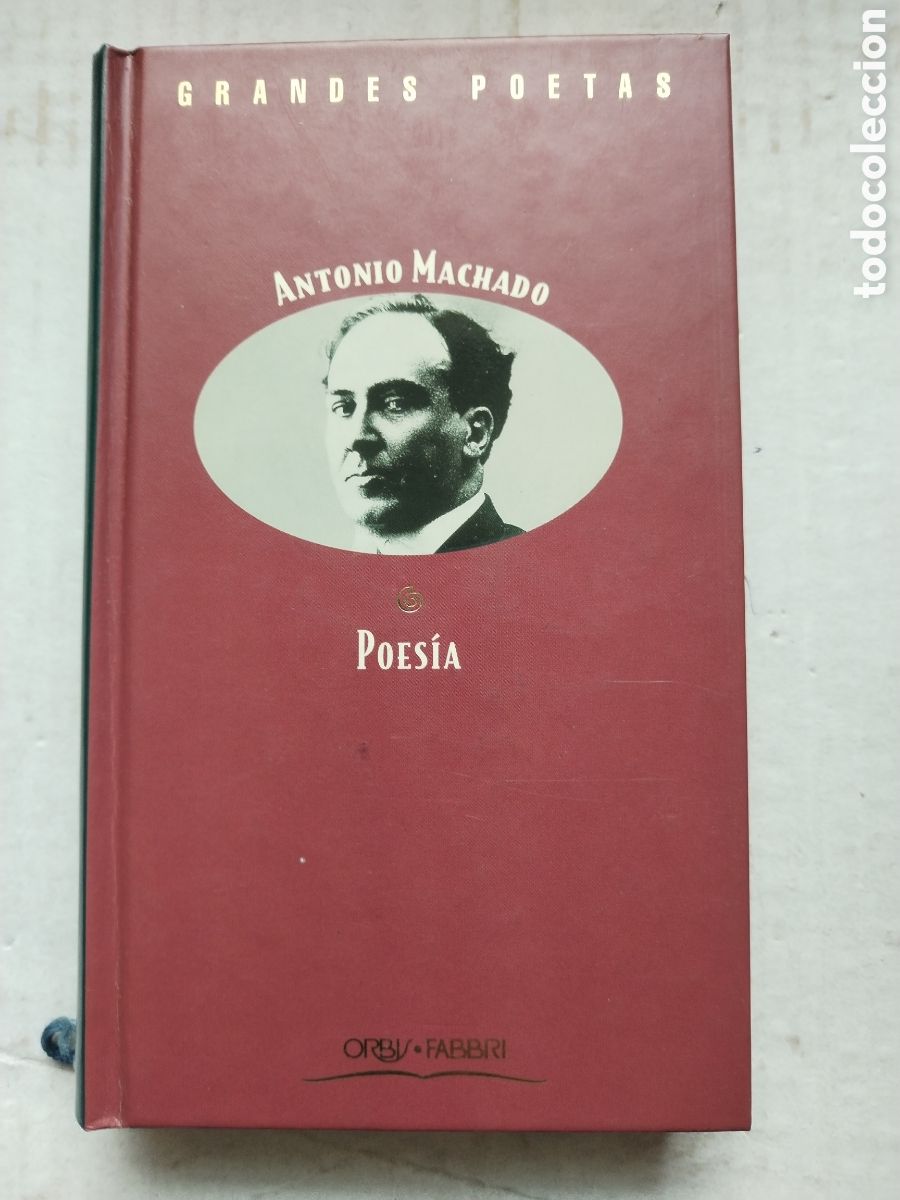 GRANDES POETAS
ANTONIO MACHADO
POESÍA
ORBIS • FABBRI
todocoleccion